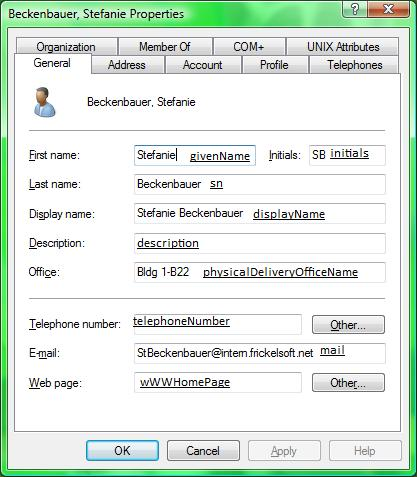 Beckenbauer, Stefanie Properties
Organization Member Of COM+ UNIX Attributes
General Address Account Profile Telephones
Beckenbauer, Stefanie
First name: Stefanie givenName Initials: SB initials
Last name: Beckenbauer sn
Display name: Stefanie Beckenbauer displayName
Description: description
Office: Bldg 1-B22 physicalDeliveryOfficeName
Telephone number: telephoneNumber Other...
E-mail: StBeckenbauer@intern.frickelsoft.net mail
Web page: wWWHomePage Other...
OK Cancel Apply Help